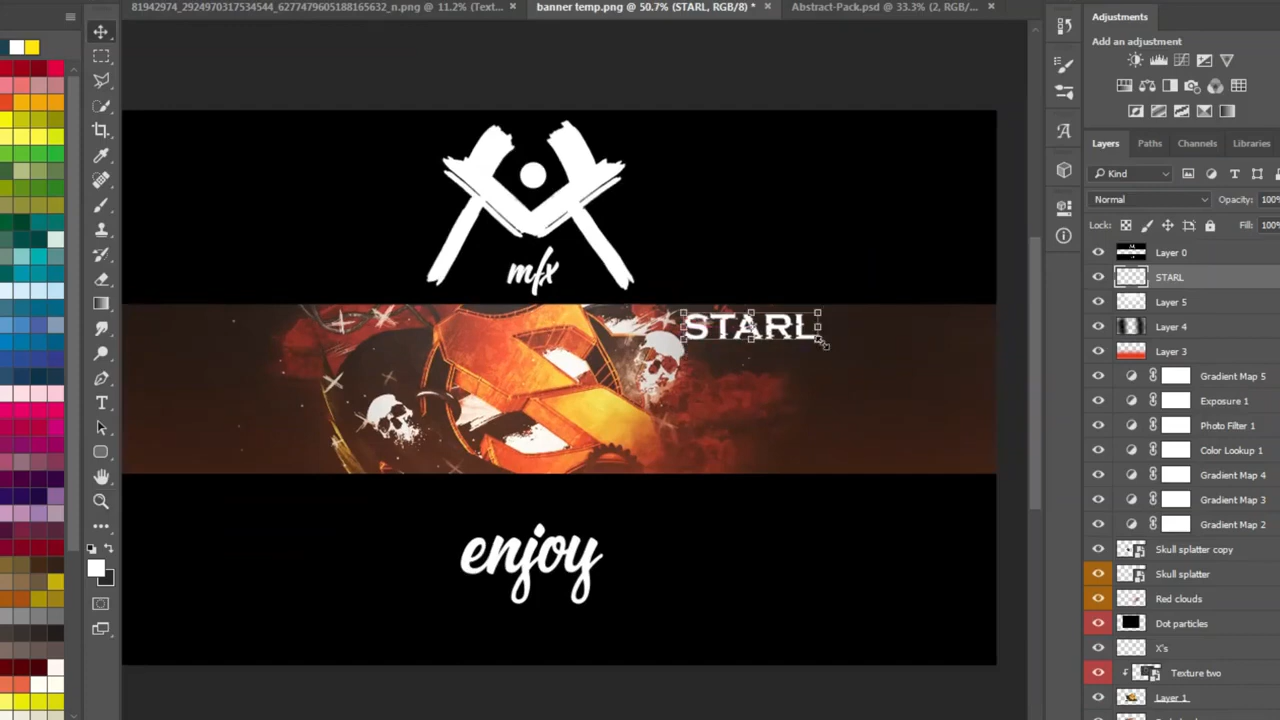 81942974_2924970317534544_6277479605188165632_n.png @ 11.2% (Text...
banner temp.png @ 50.7% (STARL, RGB/8) *
Abstract-Pack.psd @ 33.3% (2, RGB/...
Adjustments
Add an adjustment
Layers
Paths
Channels
Libraries
Kind
Normal
Opacity: 100%
Lock:
Fill: 100%
mfx
STARL
enjoy
Layer 0
STARL
Layer 5
Layer 4
Layer 3
Gradient Map 5
Exposure 1
Photo Filter 1
Color Lookup 1
Gradient Map 4
Gradient Map 3
Gradient Map 2
Skull splatter copy
Skull splatter
Red clouds
Dot particles
X's
Texture two
Layer 1